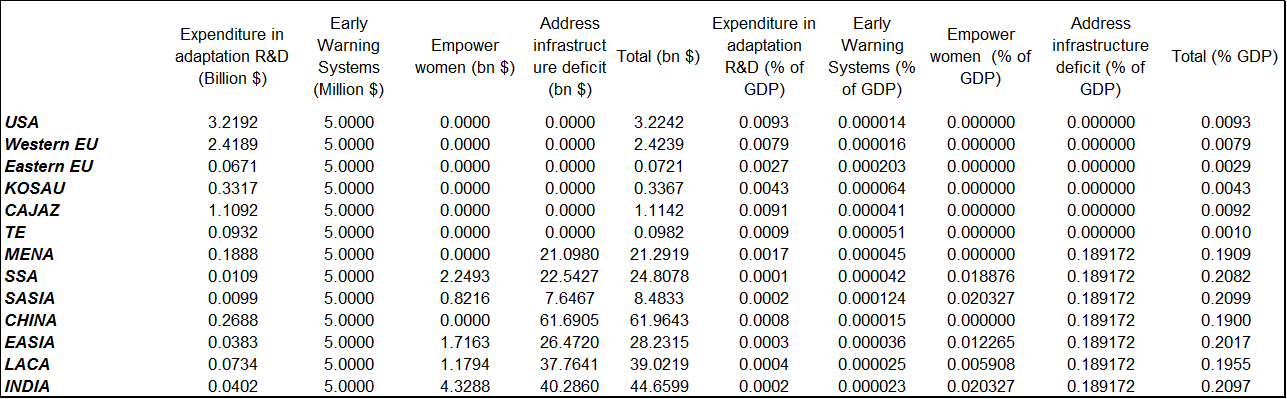 Expenditure in adaptation R&D (Billion $) Early Warning Systems (Million $) Empower women (bn $) Address infrastruct ure deficit (bn $) Total (bn $) Expenditure in adaptation R&D (% of GDP) Early Warning Systems (% of GDP) Empower women (% of GDP) Address infrastructure deficit (% of GDP) Total (% GDP)
USA 3.2192 5.0000 0.0000 0.0000 3.2242 0.0093 0.000014 0.000000 0.000000 0.0093
Western EU 2.4189 5.0000 0.0000 0.0000 2.4239 0.0079 0.000016 0.000000 0.000000 0.0079
Eastern EU 0.0671 5.0000 0.0000 0.0000 0.0721 0.0027 0.000203 0.000000 0.000000 0.0029
KOSAU 0.3317 5.0000 0.0000 0.0000 0.3367 0.0043 0.000064 0.000000 0.000000 0.0043
CAJAZ 1.1092 5.0000 0.0000 0.0000 1.1142 0.0091 0.000041 0.000000 0.000000 0.0092
TE 0.0932 5.0000 0.0000 0.0000 0.0982 0.0009 0.000051 0.000000 0.000000 0.0010
MENA 0.1888 5.0000 0.0000 21.0980 21.2919 0.0017 0.000045 0.000000 0.189172 0.1909
SSA 0.0109 5.0000 2.2493 22.5427 24.8078 0.0001 0.000042 0.018876 0.189172 0.2082
SASIA 0.0099 5.0000 0.8216 7.6467 8.4833 0.0002 0.000124 0.020327 0.189172 0.2099
CHINA 0.2688 5.0000 0.0000 61.6905 61.9643 0.0008 0.000015 0.000000 0.189172 0.1900
EASIA 0.0383 5.0000 1.7163 26.4720 28.2315 0.0003 0.000036 0.012265 0.189172 0.2017
LACA 0.0734 5.0000 1.1794 37.7641 39.0219 0.0004 0.000025 0.005908 0.189172 0.1955
INDIA 0.0402 5.0000 4.3288 40.2860 44.6599 0.0002 0.000023 0.020327 0.189172 0.2097